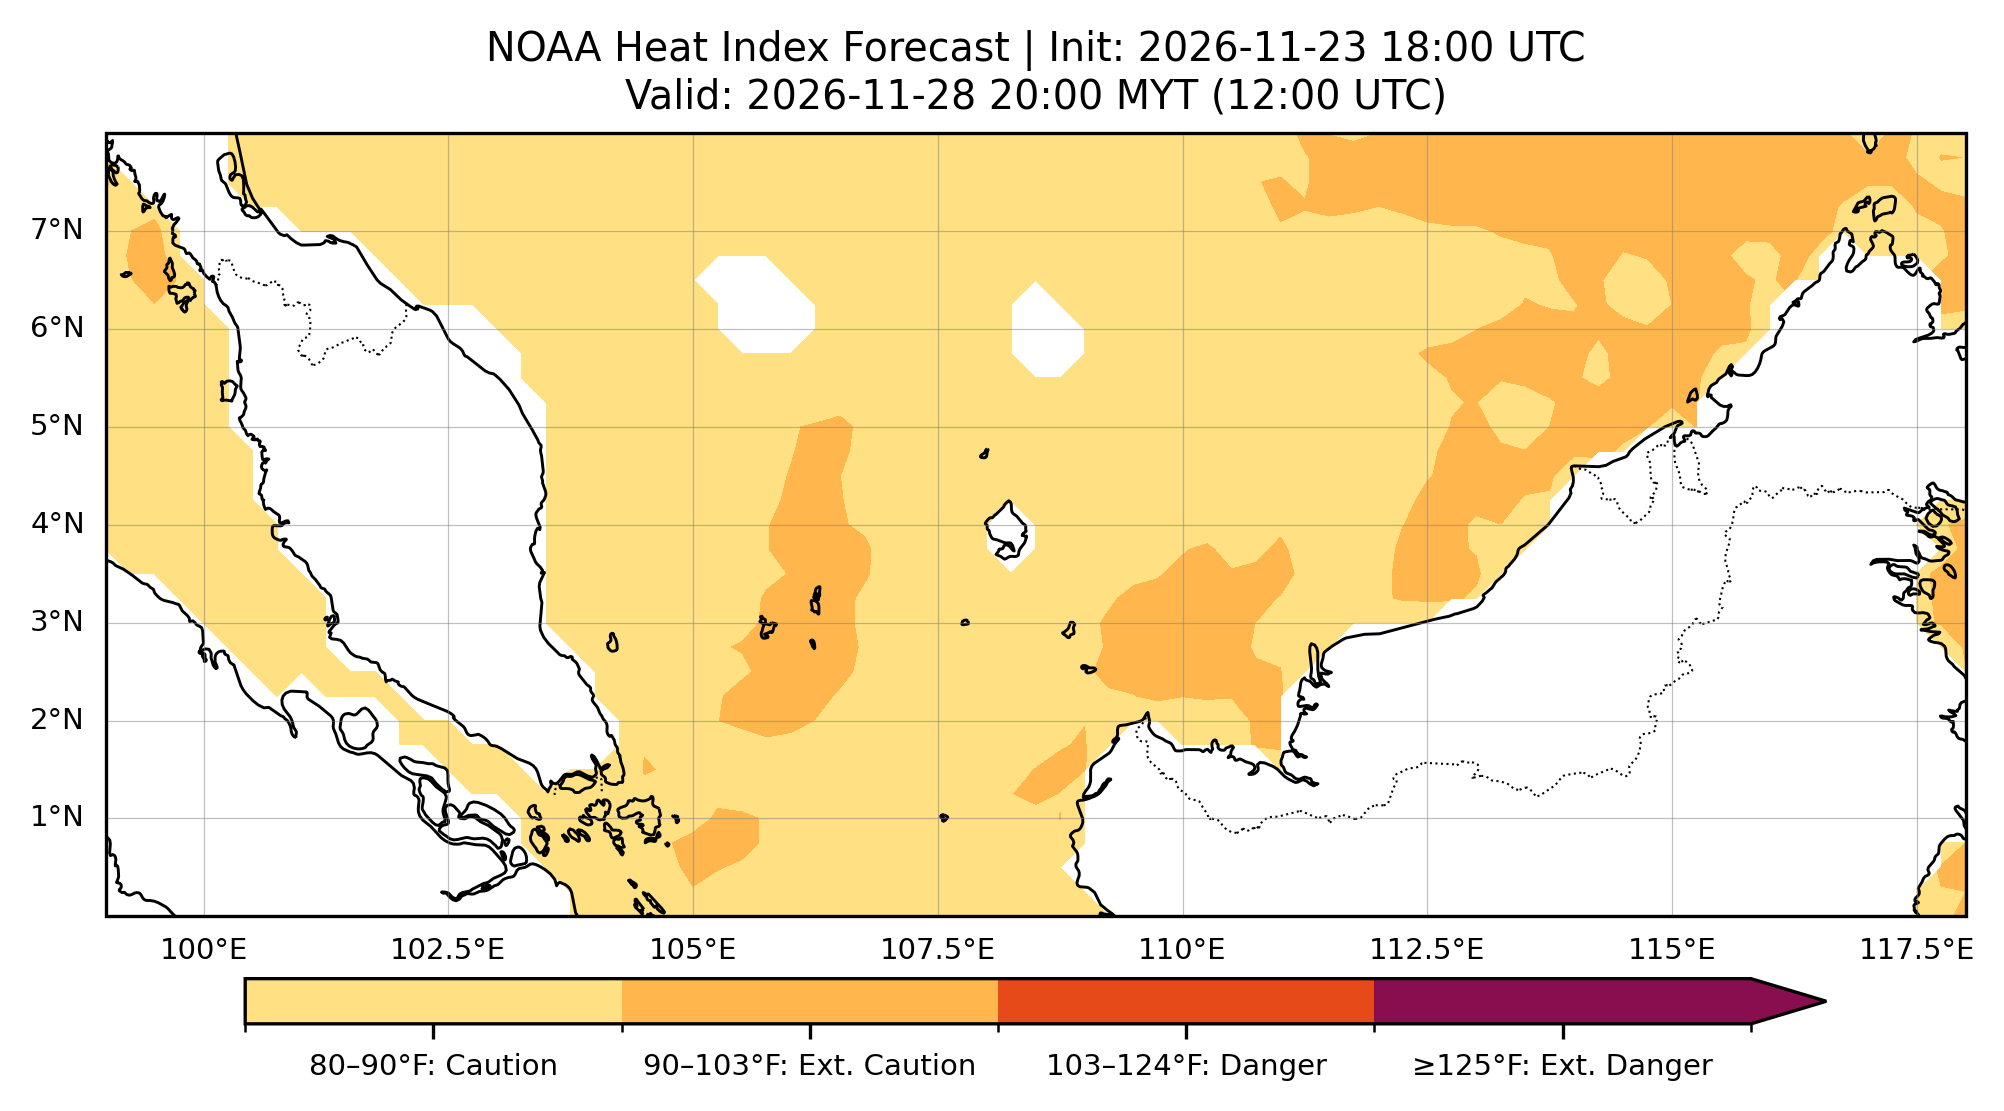 NOAA Heat Index Forecast | Init: 2026-11-23 18:00 UTC
Valid: 2026-11-28 20:00 MYT (12:00 UTC)
7°N
6°N
5°N
4°N
3°N
2°N
1°N
100°E
102.5°E
105°E
107.5°E
110°E
112.5°E
115°E
117.5°E
80–90°F: Caution
90–103°F: Ext. Caution
103–124°F: Danger
≥125°F: Ext. Danger